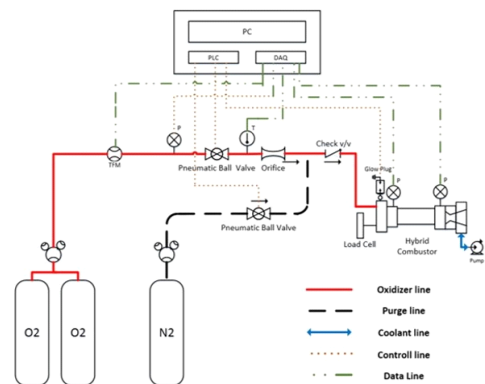 PC
PLC DAQ
P
T
TFM
Pneumatic Ball Valve Orifice
Check v/v
Glow Plug
P
P
Pneumatic Ball Valve
Load Cell
Hybrid
Combustor
Pump
O2 O2 N2
Oxidizer line
Purge line
Coolant line
Controll line
Data Line